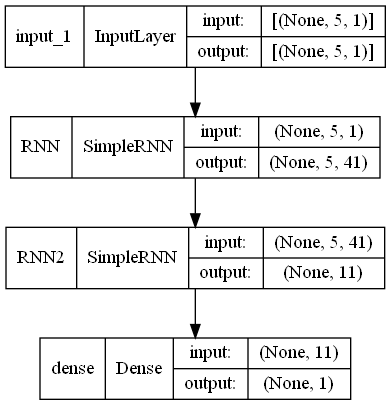 input_1 InputLayer input: [(None, 5, 1)]
output: [(None, 5, 1)]
RNN SimpleRNN input: (None, 5, 1)
output: (None, 5, 41)
RNN2 SimpleRNN input: (None, 5, 41)
output: (None, 11)
dense Dense input: (None, 11)
output: (None, 1)